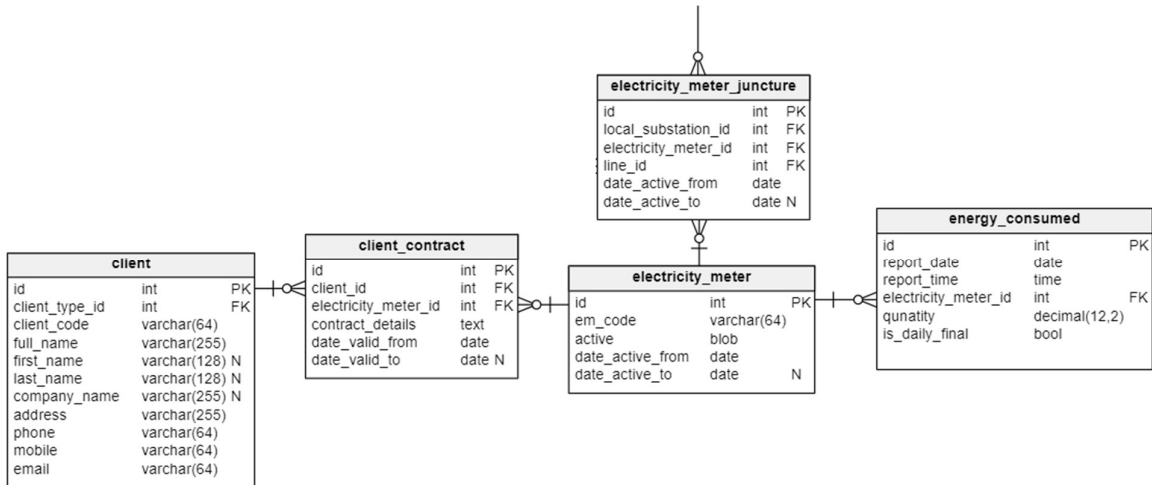 electricity_meter_juncture
id int PK
local_substation_id int FK
electricity_meter_id int FK
line_id int FK
date_active_from date
date_active_to date N
energy_consumed
id int PK
report_date date
report_time time
electricity_meter_id int FK
qunatity decimal(12,2)
is_daily_final bool
client_contract
id int PK
client_id int FK
electricity_meter_id int FK
contract_details text
date_valid_from date
date_valid_to date N
client
id int PK
client_type_id int FK
client_code varchar(64)
full_name varchar(255)
first_name varchar(128) N
last_name varchar(128) N
company_name varchar(255) N
address varchar(255)
phone varchar(64)
mobile varchar(64)
email varchar(64)
electricity_meter
id int PK
em_code varchar(64)
active blob
date_active_from date
date_active_to date N